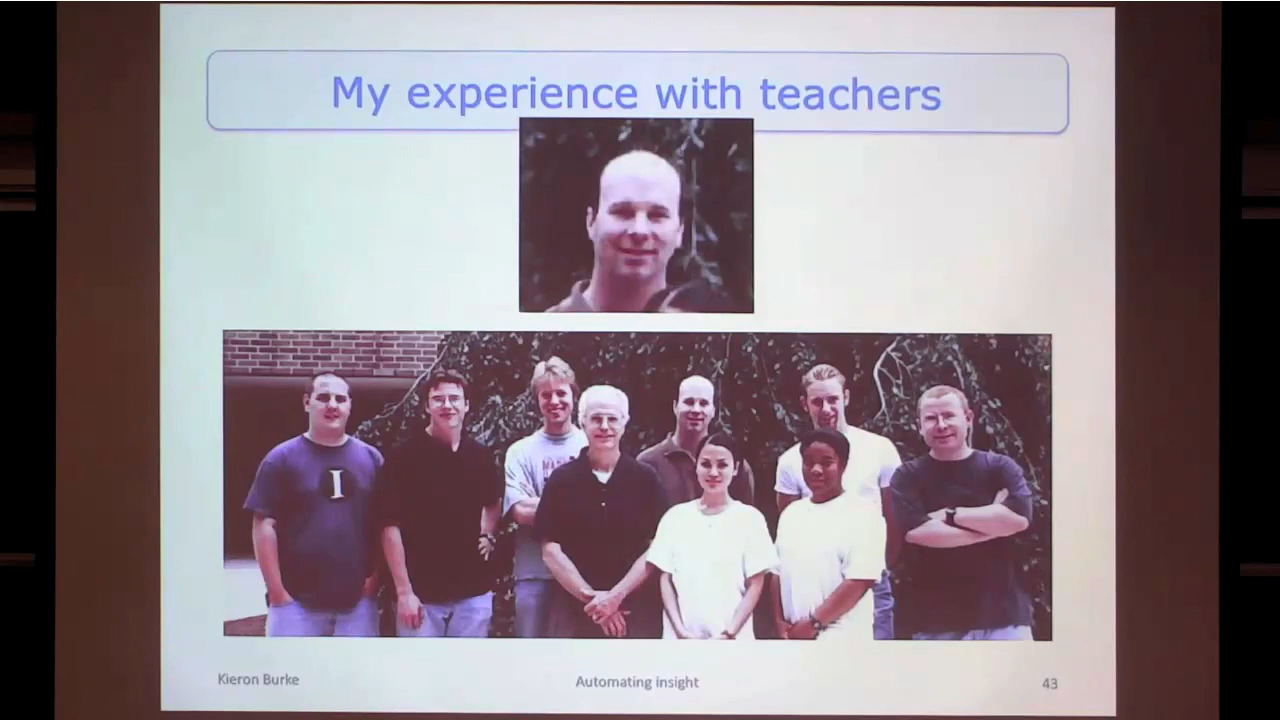 My experience with teachers
I
Kieron Burke
Automating insight
43